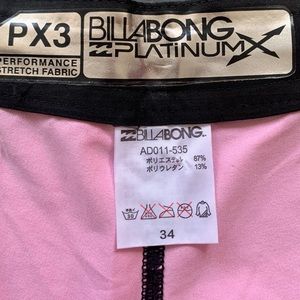 PX3
PERFORMANCE
STRETCH FABRIC
BILLABONG
PLATINUM X
BILLABONG
AD011-535
ポリエステル 87%
ポリウレタン 13%
34